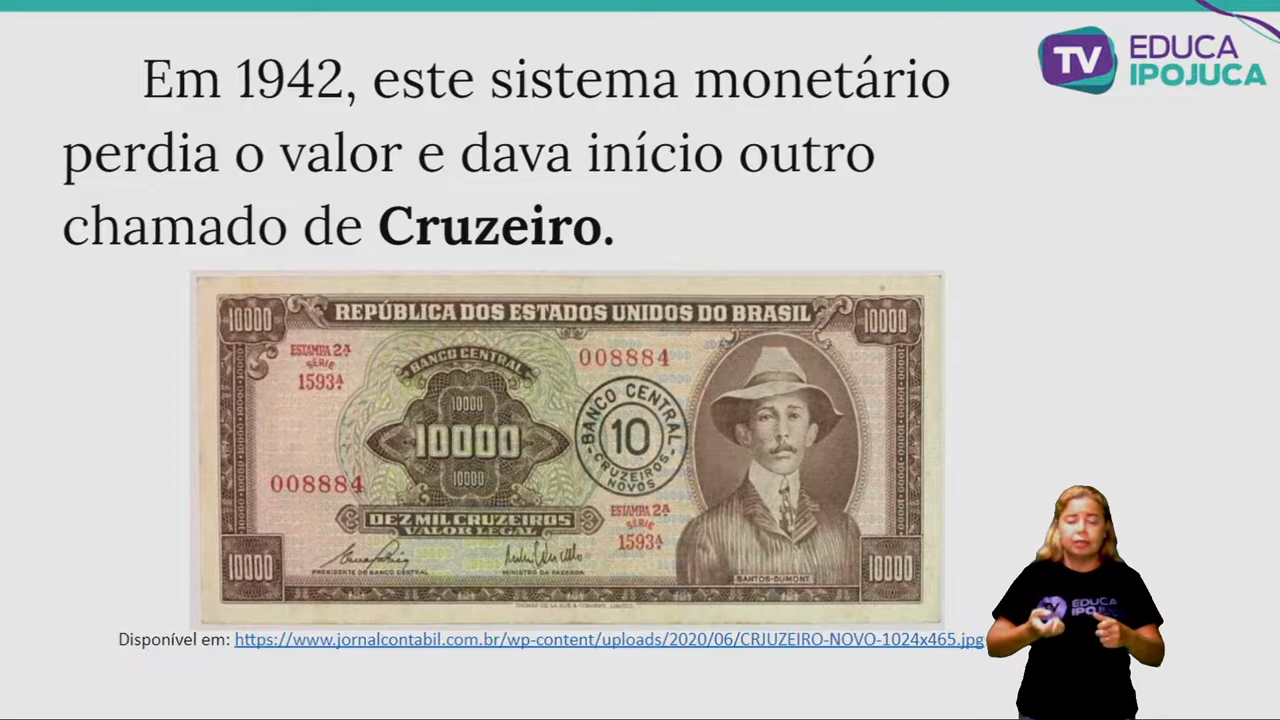 Em 1942, este sistema monetário
perdia o valor e dava início outro
chamado de Cruzeiro.
TV EDUCA
IPOJUCA
REPÚBLICA DOS ESTADOS UNIDOS DO BRASIL
10000
10000
ESTAMPA 2ª
SÉRIE
1593ª
BANCO CENTRAL
008884
10000
10000
10000
BANCO CENTRAL
10
CRUZEIROS
NOVOS
008884
ESTAMPA 2ª
SÉRIE
1593ª
DEZ MIL CRUZEIROS
VALOR LEGAL
10000
10000
PRESIDENTE DO BANCO CENTRAL
MINISTRO DA FAZENDA
SANTOS-DUMONT
Disponível em: https://www.jornalcontabil.com.br/wp-content/uploads/2020/06/CRJUZEIRO-NOVO-1024x465.jpg
TV EDUCA